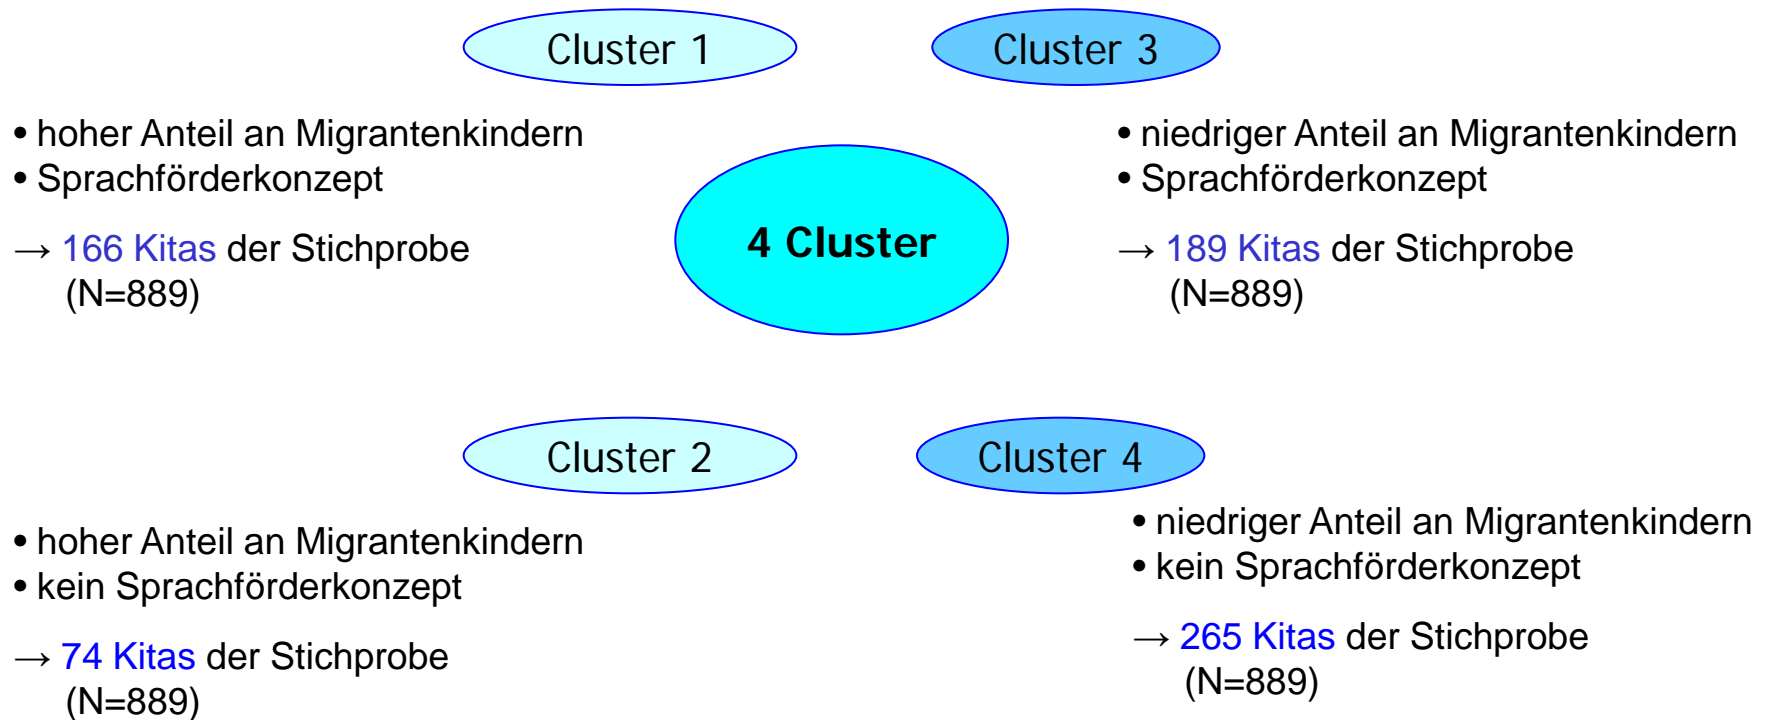 Cluster 1
• hoher Anteil an Migrantenkindern
• Sprachförderkonzept
→ 166 Kitas der Stichprobe
(N=889)
Cluster 3
• niedriger Anteil an Migrantenkindern
• Sprachförderkonzept
→ 189 Kitas der Stichprobe
(N=889)
4 Cluster
Cluster 2
• hoher Anteil an Migrantenkindern
• kein Sprachförderkonzept
→ 74 Kitas der Stichprobe
(N=889)
Cluster 4
• niedriger Anteil an Migrantenkindern
• kein Sprachförderkonzept
→ 265 Kitas der Stichprobe
(N=889)